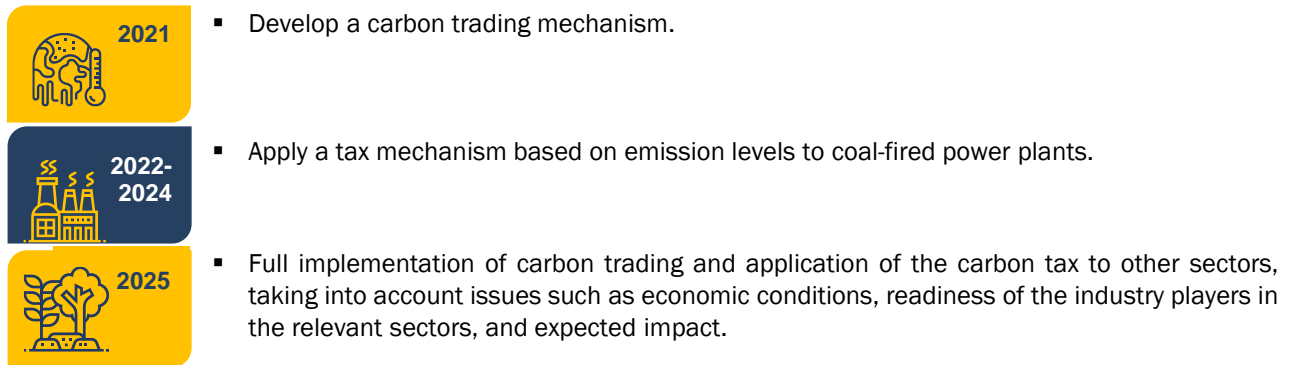 2021
▪ Develop a carbon trading mechanism.
2022-
2024
▪ Apply a tax mechanism based on emission levels to coal-fired power plants.
2025
▪ Full implementation of carbon trading and application of the carbon tax to other sectors,
taking into account issues such as economic conditions, readiness of the industry players in
the relevant sectors, and expected impact.